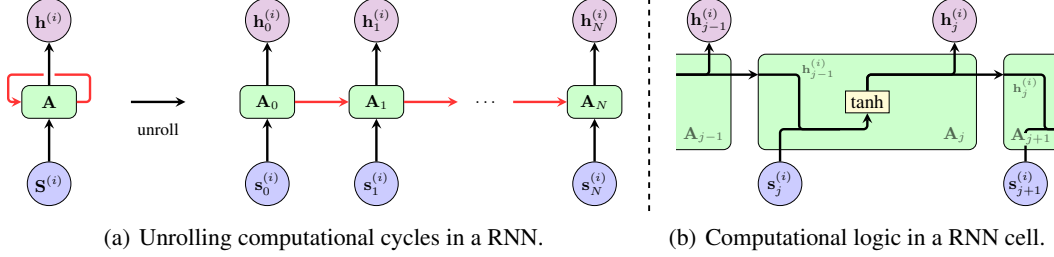 h^(i) h_0^(i) h_1^(i) h_N^(i) h_{j-1}^(i) h_j^(i)
h_{j-1}^(i) h_j^(i)
A A_0 A_1 ... A_N tanh
unroll A_{j-1} A_j A_{j+1}
S^(i) s_0^(i) s_1^(i) s_N^(i) s_j^(i) s_{j+1}^(i)
(a) Unrolling computational cycles in a RNN. (b) Computational logic in a RNN cell.